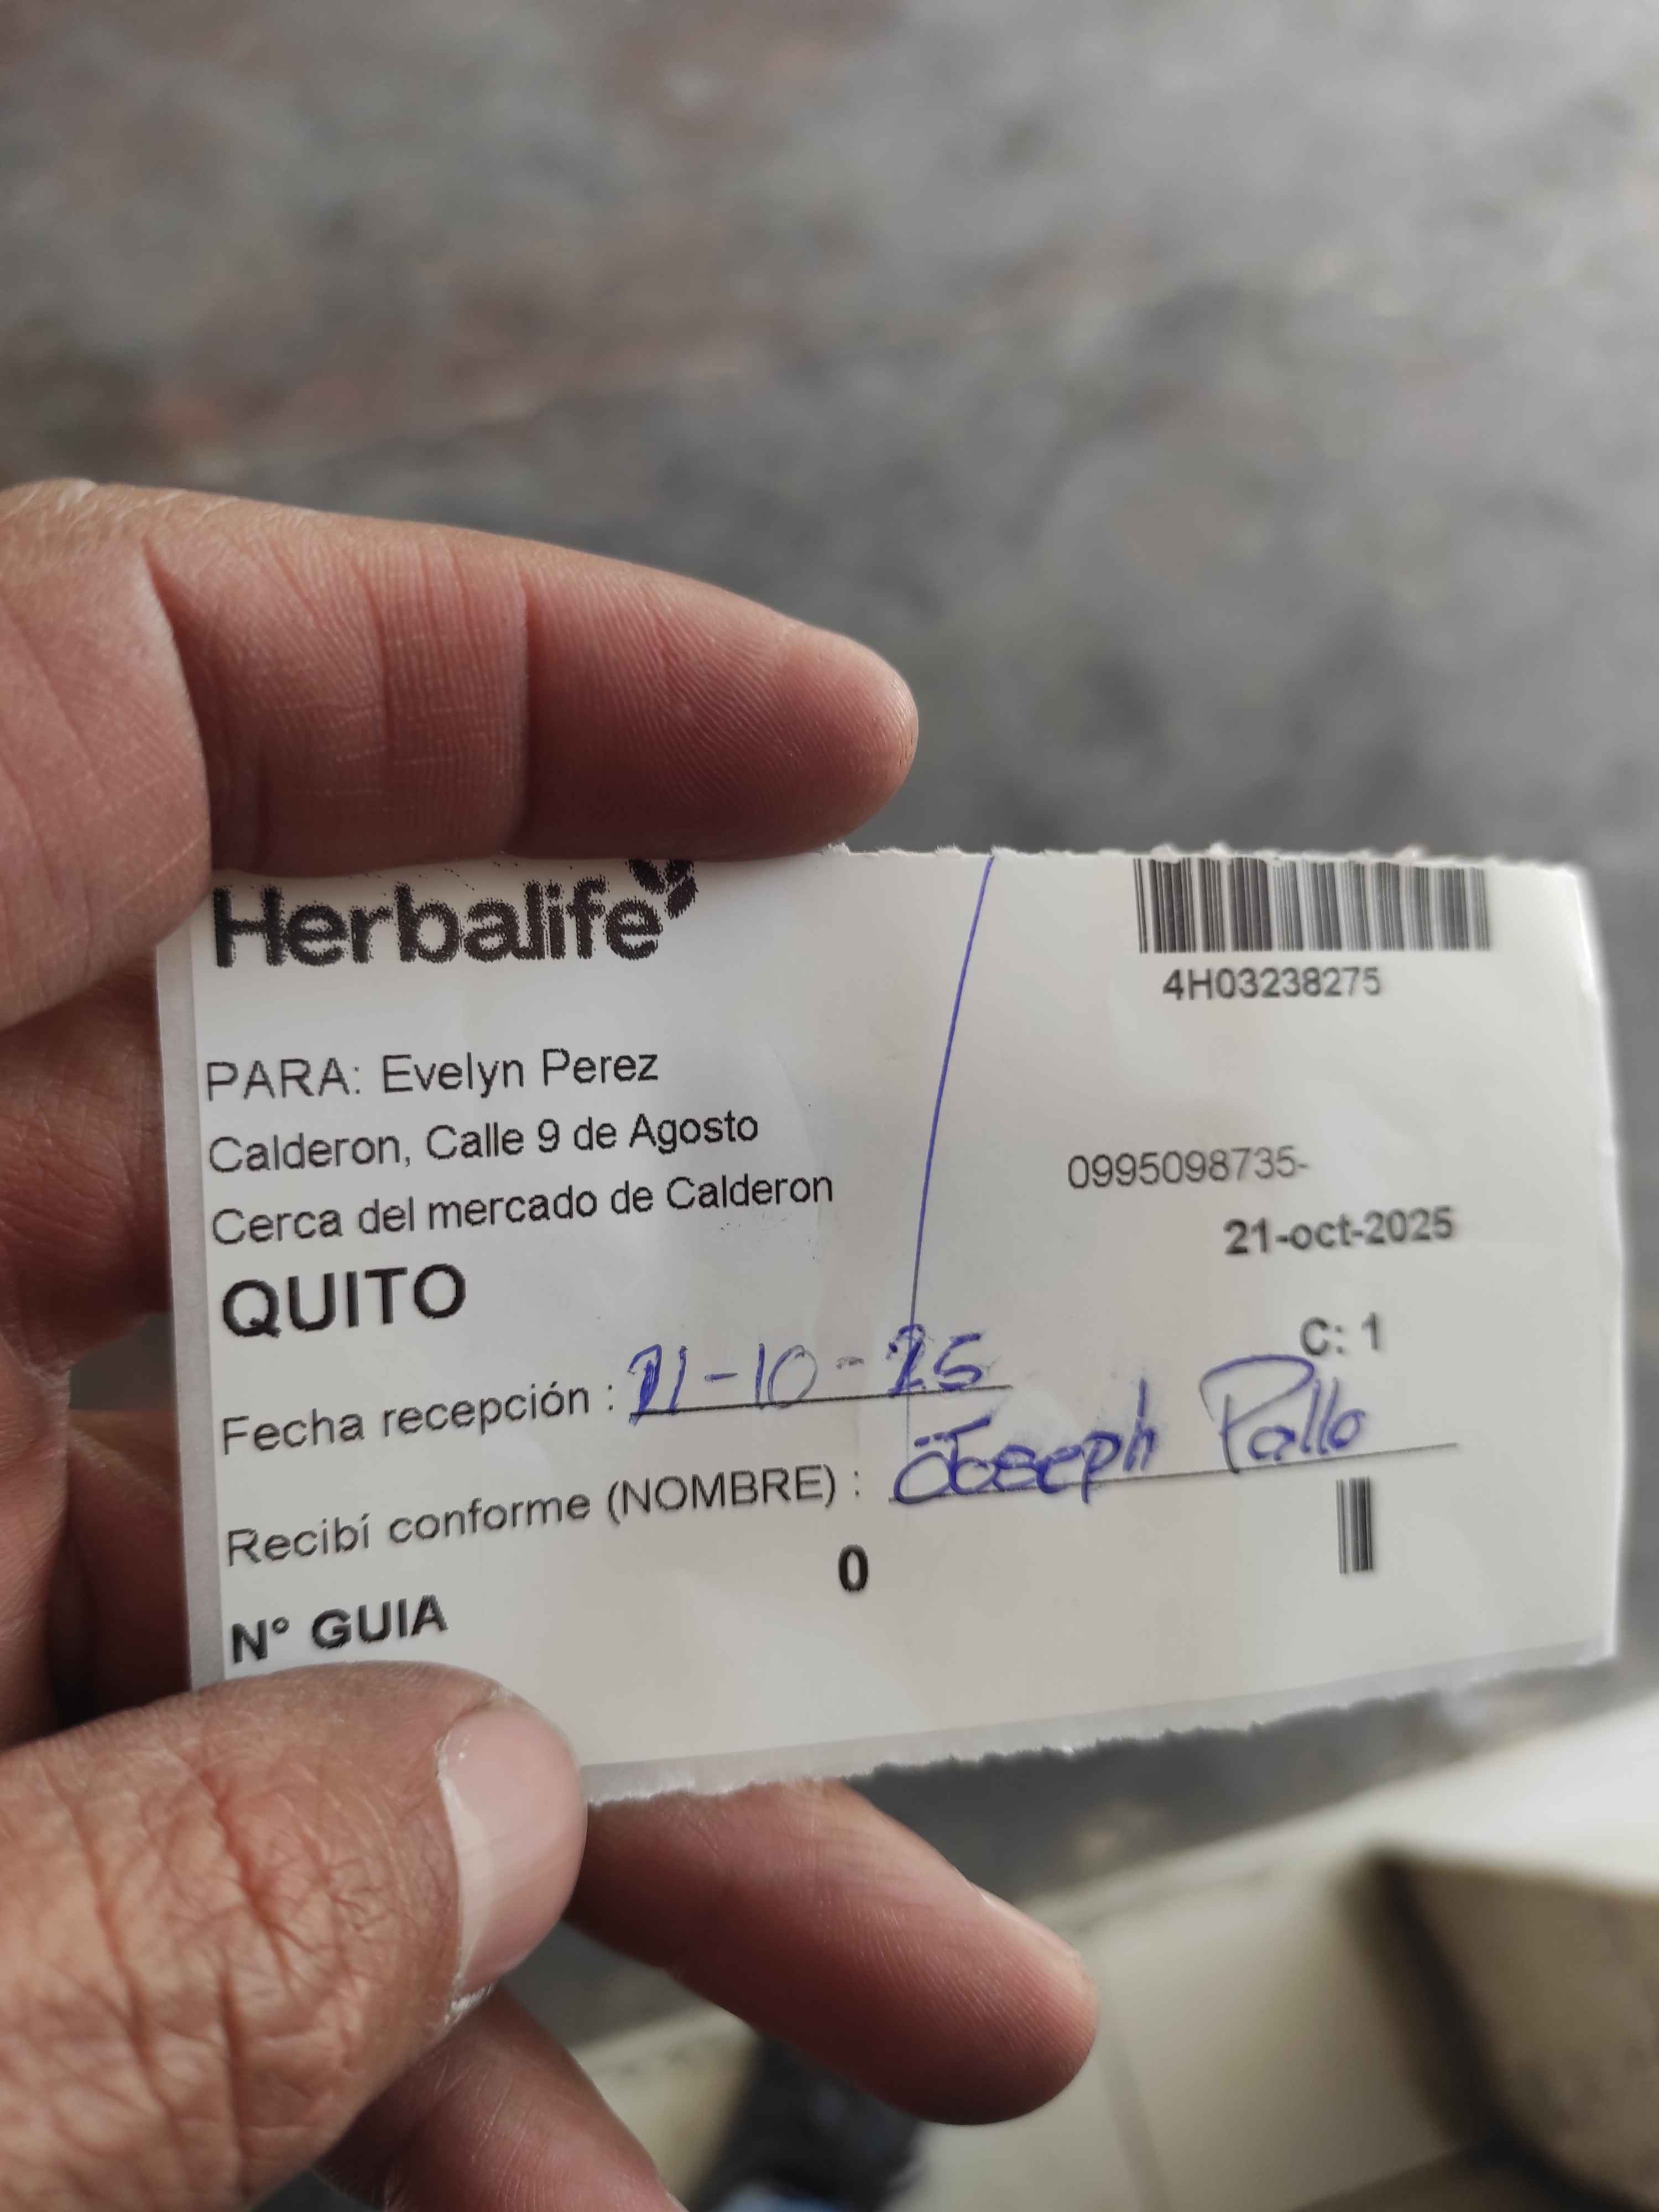 Herbalife
4H03238275
PARA: Evelyn Perez
Calderon, Calle 9 de Agosto
0995098735-
Cerca del mercado de Calderon
21-oct-2025
QUITO
C: 1
Fecha recepción : 21-10-25
Recibí conforme (NOMBRE) : Joseph Pallo
N° GUIA
0